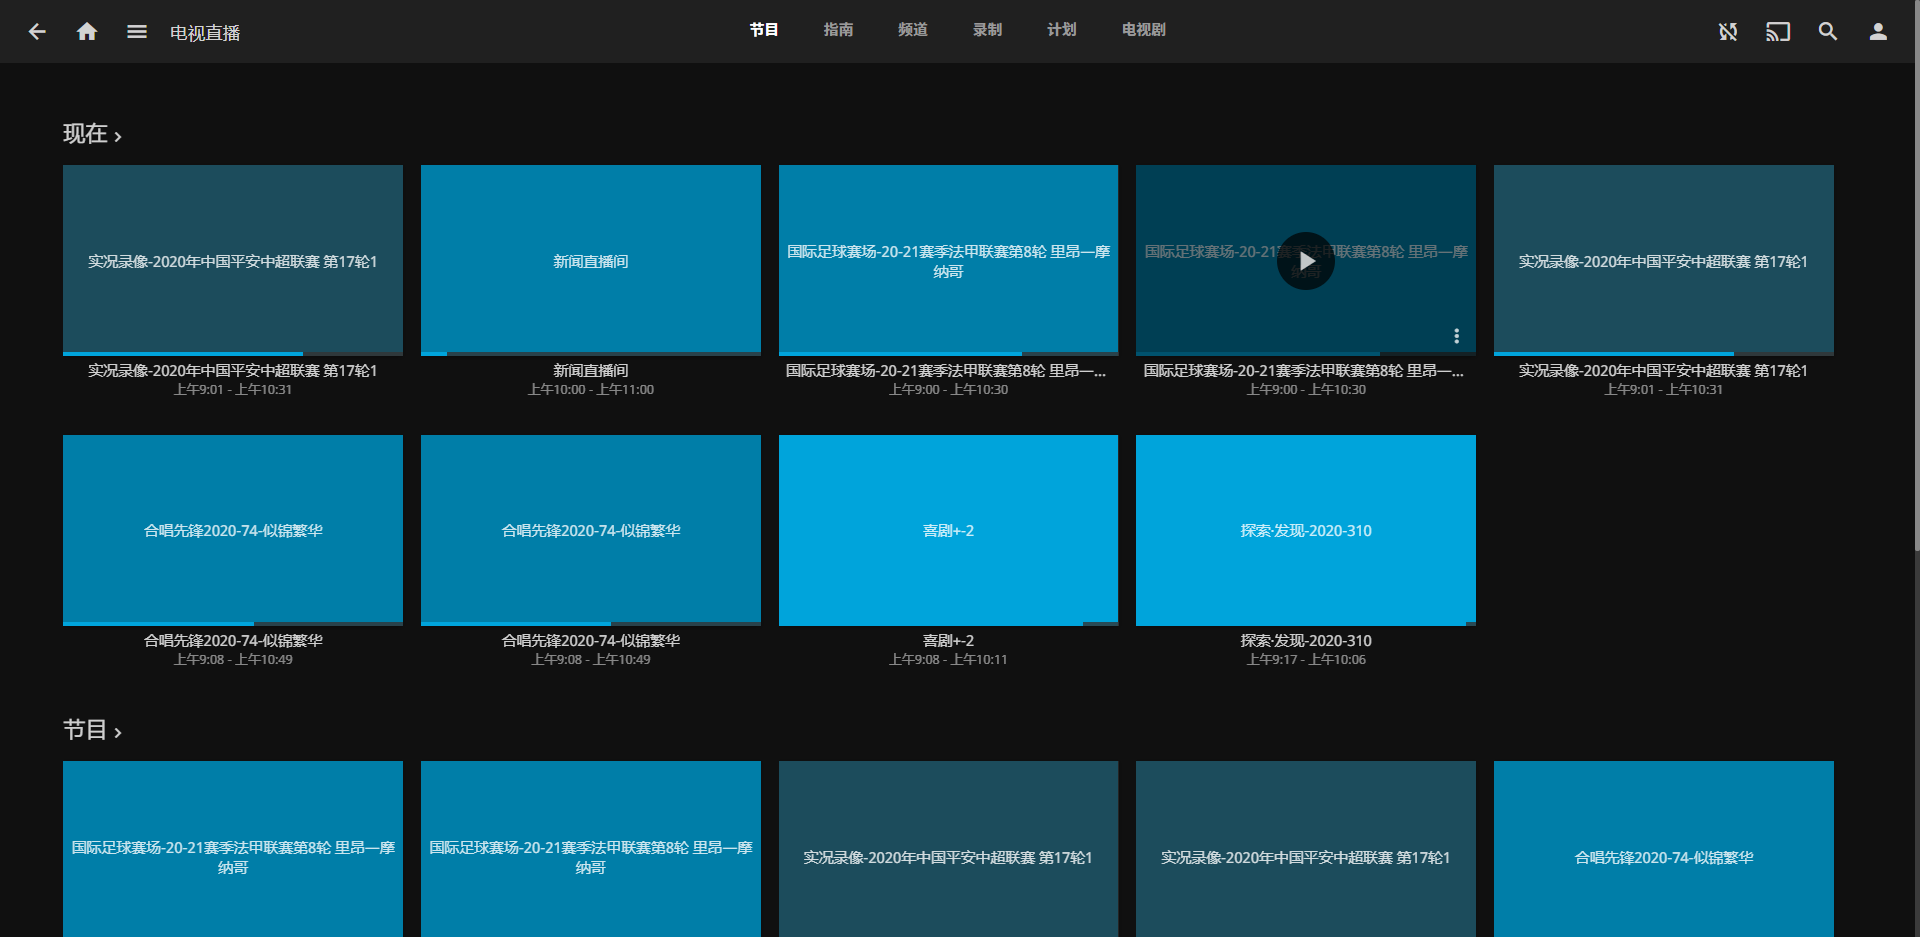 电视直播
节目
指南
频道
录制
计划
电视剧
现在
实况录像-2020年中国平安中超联赛 第17轮1
新闻直播间
国际足球赛场-20-21赛季法甲联赛第8轮 里昂—摩
纳哥
国际足球赛场-20-21赛季法甲联赛第8轮 里昂—摩
纳哥
实况录像-2020年中国平安中超联赛 第17轮1
实况录像-2020年中国平安中超联赛 第17轮1
上午9:01 - 上午10:31
新闻直播间
上午10:00 - 上午11:00
国际足球赛场-20-21赛季法甲联赛第8轮 里昂—...
上午9:00 - 上午10:30
国际足球赛场-20-21赛季法甲联赛第8轮 里昂—...
上午9:00 - 上午10:30
实况录像-2020年中国平安中超联赛 第17轮1
上午9:01 - 上午10:31
合唱先锋2020-74-似锦繁华
合唱先锋2020-74-似锦繁华
喜剧+-2
探索·发现-2020-310
合唱先锋2020-74-似锦繁华
上午9:08 - 上午10:49
合唱先锋2020-74-似锦繁华
上午9:08 - 上午10:49
喜剧+-2
上午9:08 - 上午10:11
探索·发现-2020-310
上午9:17 - 上午10:06
节目
国际足球赛场-20-21赛季法甲联赛第8轮 里昂—摩
纳哥
国际足球赛场-20-21赛季法甲联赛第8轮 里昂—摩
纳哥
实况录像-2020年中国平安中超联赛 第17轮1
实况录像-2020年中国平安中超联赛 第17轮1
合唱先锋2020-74-似锦繁华